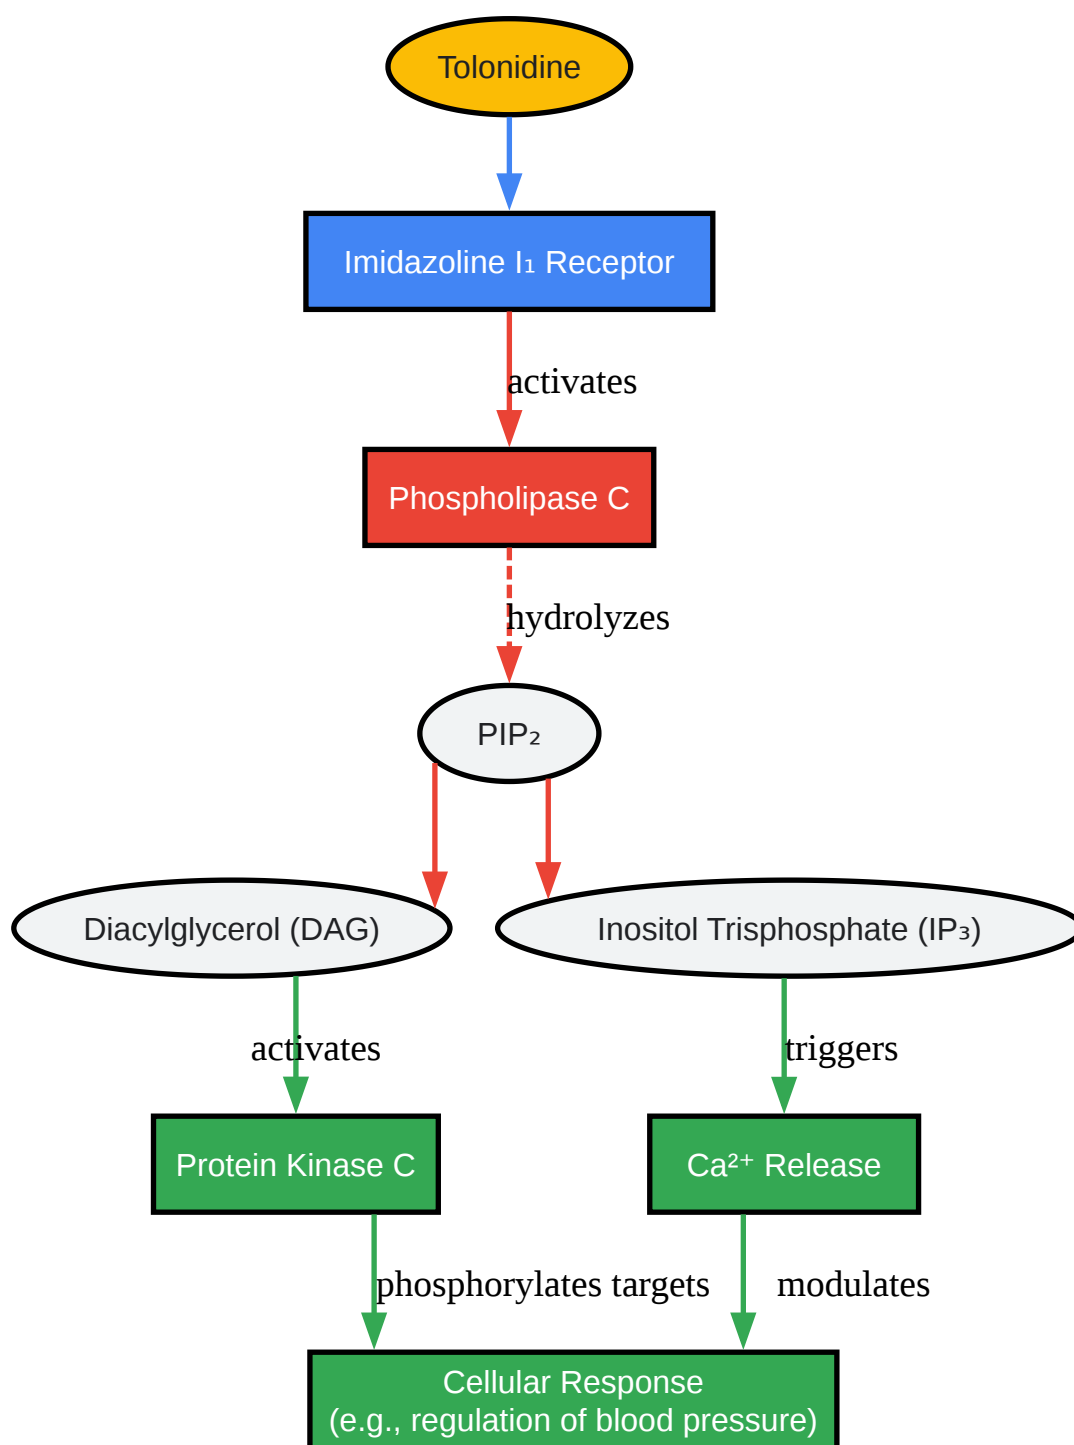 Tolonidine
Imidazoline I₁ Receptor
activates
Phospholipase C
hydrolyzes
PIP₂
Diacylglycerol (DAG)
Inositol Trisphosphate (IP₃)
activates
triggers
Protein Kinase C
Ca²⁺ Release
phosphorylates targets
modulates
Cellular Response
(e.g., regulation of blood pressure)